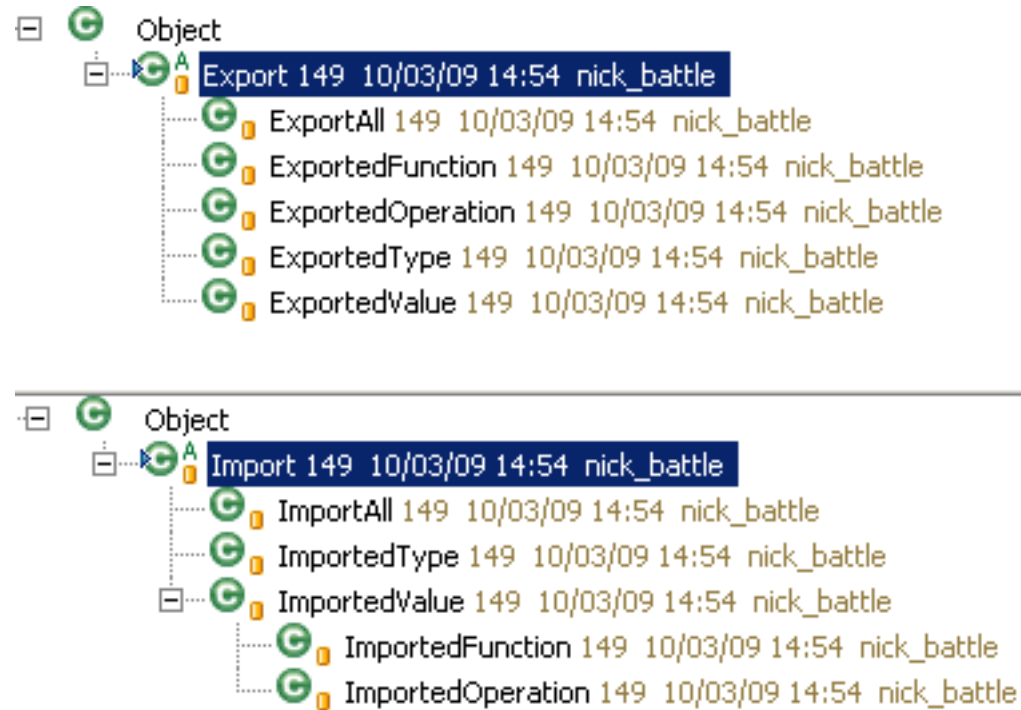 Object
Export 149 10/03/09 14:54 nick_battle
ExportAll 149 10/03/09 14:54 nick_battle
ExportedFunction 149 10/03/09 14:54 nick_battle
ExportedOperation 149 10/03/09 14:54 nick_battle
ExportedType 149 10/03/09 14:54 nick_battle
ExportedValue 149 10/03/09 14:54 nick_battle
Object
Import 149 10/03/09 14:54 nick_battle
ImportAll 149 10/03/09 14:54 nick_battle
ImportedType 149 10/03/09 14:54 nick_battle
ImportedValue 149 10/03/09 14:54 nick_battle
ImportedFunction 149 10/03/09 14:54 nick_battle
ImportedOperation 149 10/03/09 14:54 nick_battle